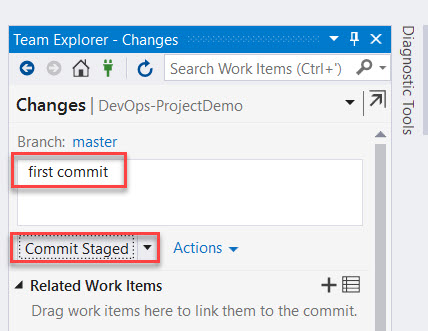 Team Explorer - Changes
Search Work Items (Ctrl+')
Changes | DevOps-ProjectDemo
Branch: master
first commit
Commit Staged
Actions
Related Work Items
Drag work items here to link them to the commit.
Diagnostic Tools